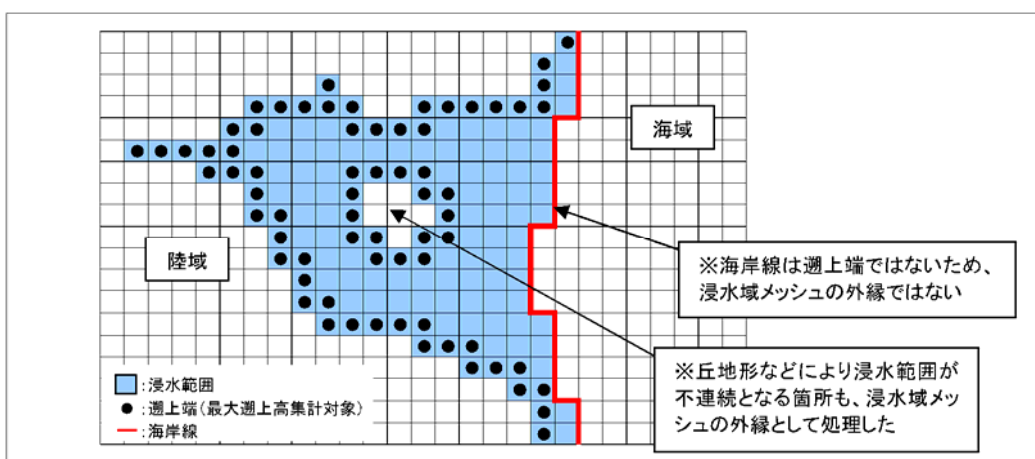 海域
陸域
※海岸線は遡上端ではないため、
浸水域メッシュの外縁ではない
※丘地形などにより浸水範囲が
不連続となる箇所も、浸水域メッ
シュの外縁として処理した
:浸水範囲
:遡上端(最大遡上高集計対象)
:海岸線